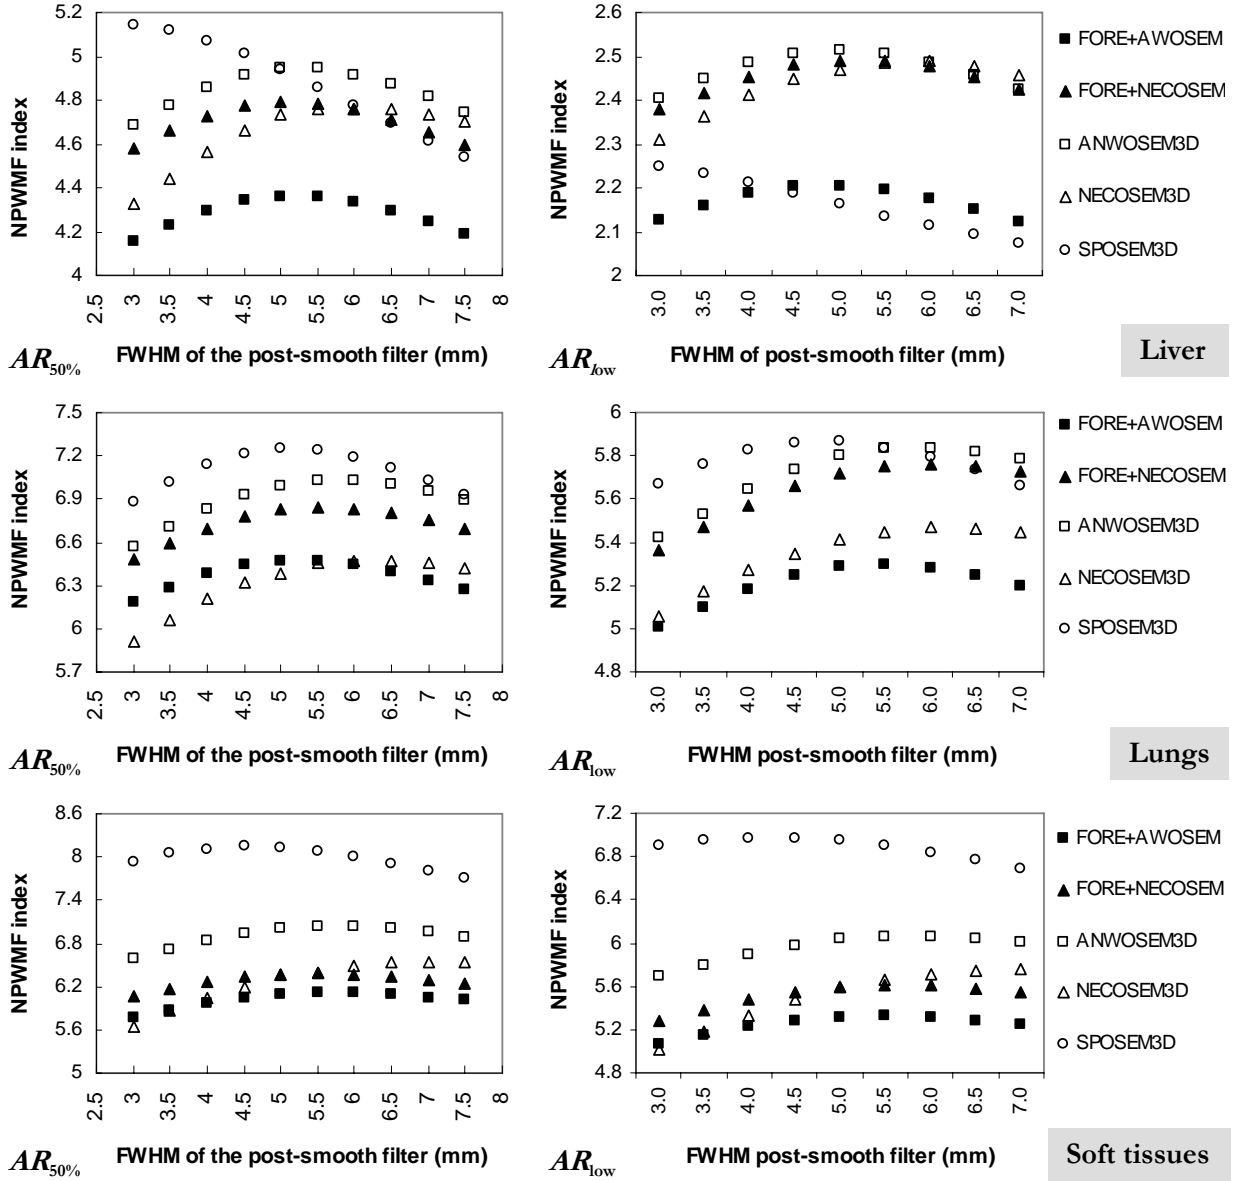 5.2
5
4.8
4.6
4.4
4.2
4
NPWMF index
2.5 3 3.5 4 4.5 5 5.5 6 6.5 7 7.5 8
AR50% FWHM of the post-smooth filter (mm)
2.6
2.5
2.4
2.3
2.2
2.1
2
NPWMF index
3.0 3.5 4.0 4.5 5.0 5.5 6.0 6.5 7.0
ARlow FWHM of post-smooth filter (mm)
FORE+AWOSEM
FORE+NECOSEM
ANWOSEM3D
NECOSEM3D
SPOSEM3D
Liver
7.5
7.2
6.9
6.6
6.3
6
5.7
NPWMF index
2.5 3 3.5 4 4.5 5 5.5 6 6.5 7 7.5 8
AR50% FWHM of the post-smooth filter (mm)
6
5.8
5.6
5.4
5.2
5
4.8
NPWMF index
3.0 3.5 4.0 4.5 5.0 5.5 6.0 6.5 7.0
ARlow FWHM post-smooth filter (mm)
FORE+AWOSEM
FORE+NECOSEM
ANWOSEM3D
NECOSEM3D
SPOSEM3D
Lungs
8.6
8
7.4
6.8
6.2
5.6
5
NPWMF index
2.5 3 3.5 4 4.5 5 5.5 6 6.5 7 7.5 8
AR50% FWHM of the post-smooth filter (mm)
7.2
6.8
6.4
6
5.6
5.2
4.8
NPWMF index
3.0 3.5 4.0 4.5 5.0 5.5 6.0 6.5 7.0
ARlow FWHM post-smooth filter (mm)
FORE+AWOSEM
FORE+NECOSEM
ANWOSEM3D
NECOSEM3D
SPOSEM3D
Soft tissues